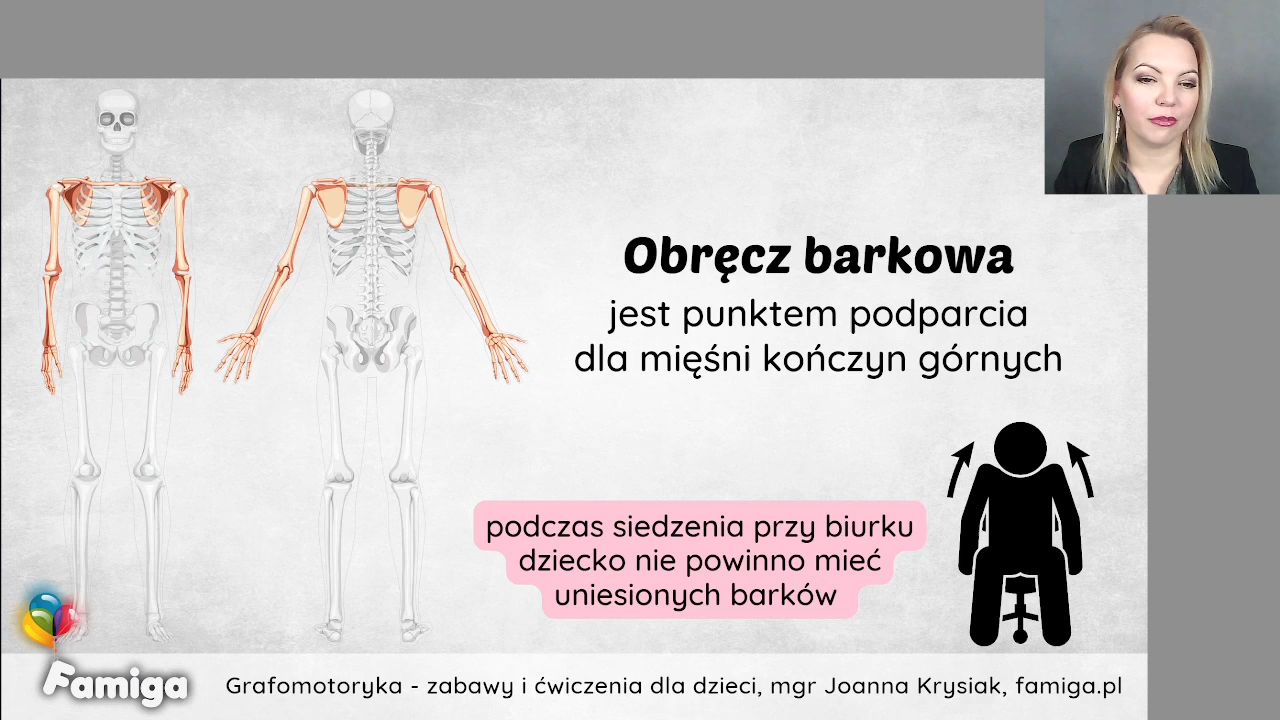 Obręcz barkowa
jest punktem podparcia
dla mięśni kończyn górnych
podczas siedzenia przy biurku
dziecko nie powinno mieć
uniesionych barków
Famiga
Grafomotoryka - zabawy i ćwiczenia dla dzieci, mgr Joanna Krysiak, famiga.pl